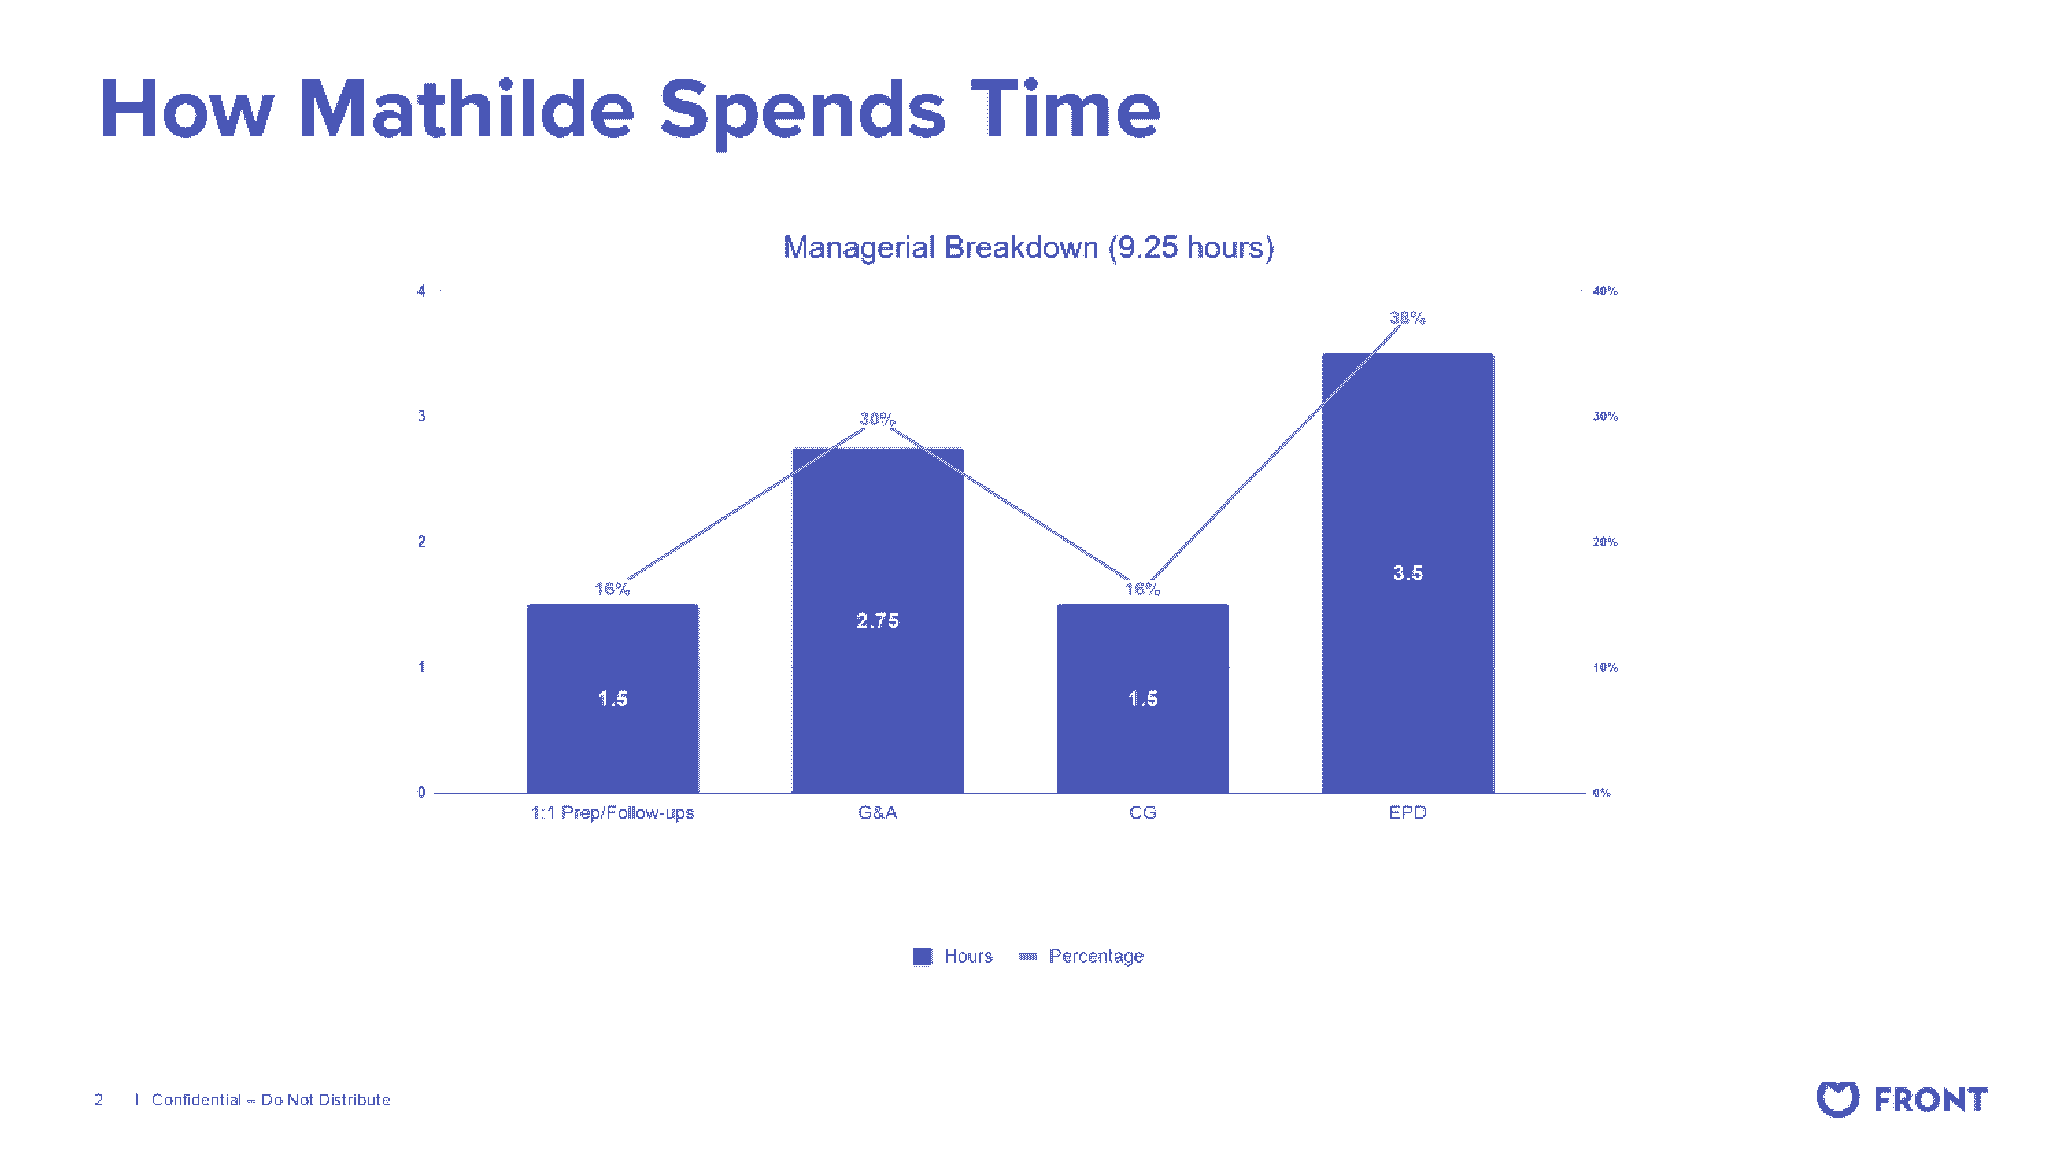 How Mathilde Spends Time
Managerial Breakdown (9.25 hours)
4
40%
38%
3
30%
30%
2
20%
16%
16%
3.5
2.75
1
10%
1.5
1.5
0
0%
1:1 Prep/Follow-ups
G&A
CG
EPD
Hours
Percentage
2 | Confidential – Do Not Distribute
FRONT